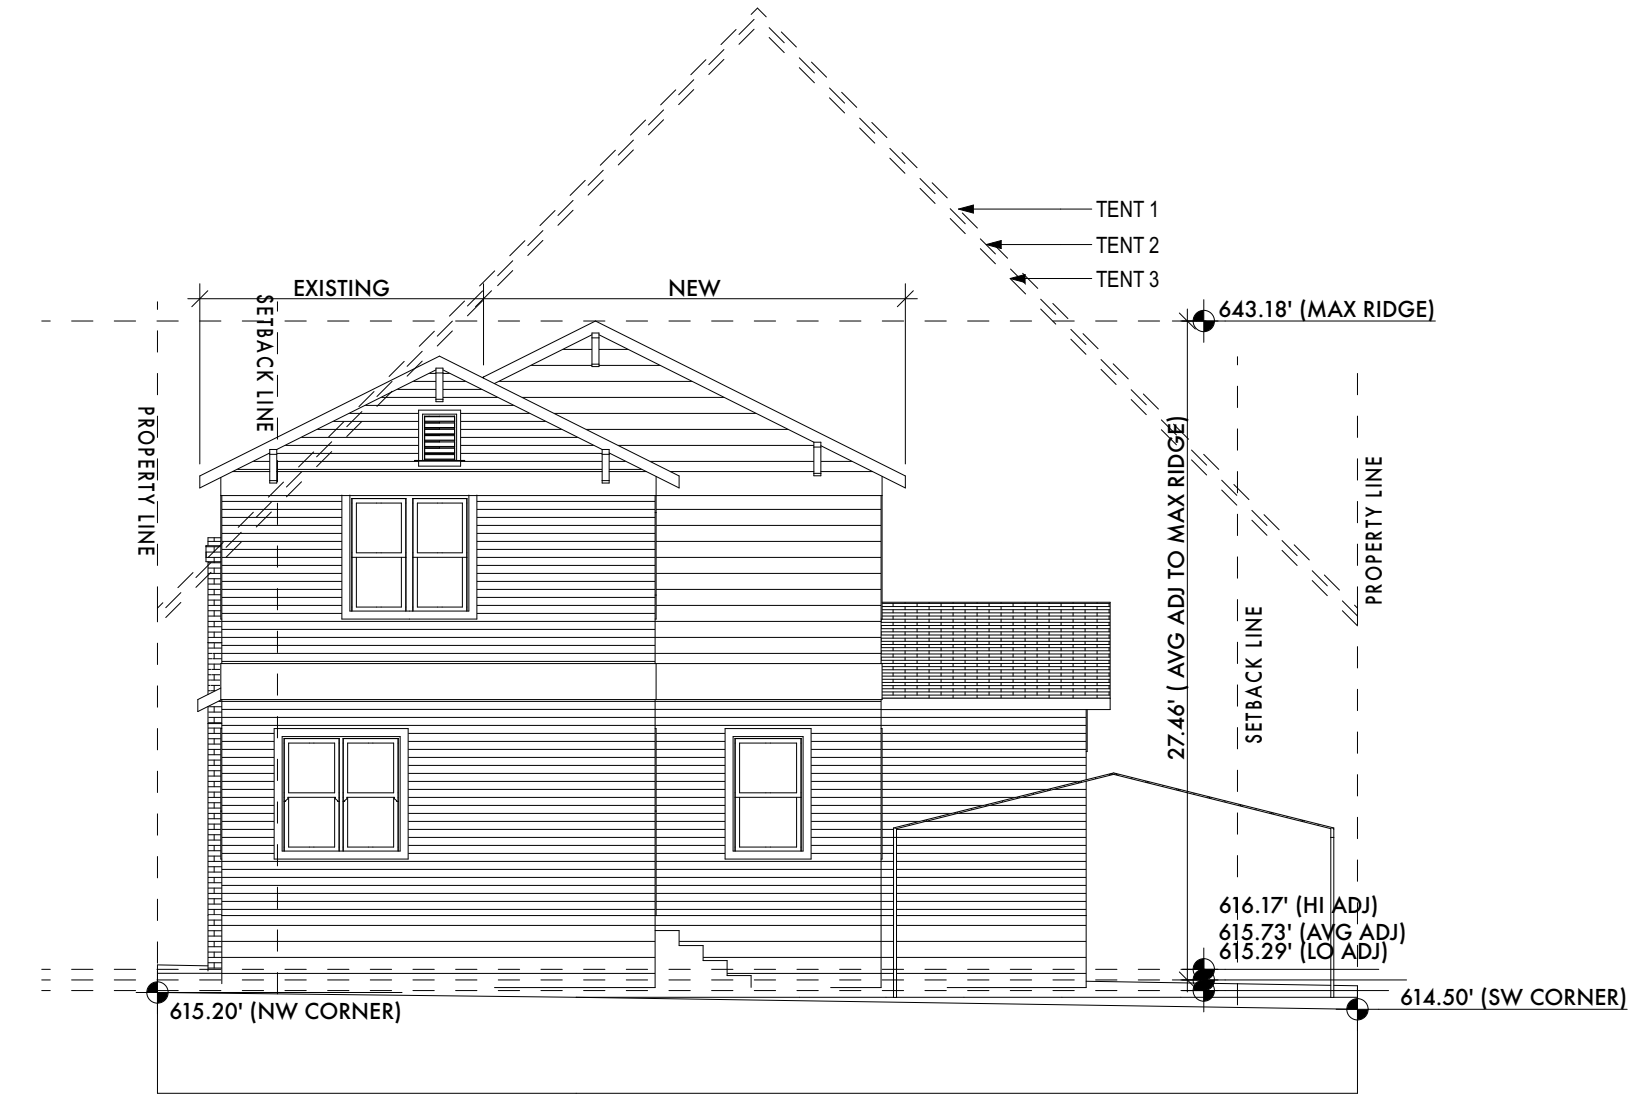 TENT 1
TENT 2
TENT 3
EXISTING
NEW
643.18' (MAX RIDGE)
SETBACK LINE
PROPERTY LINE
27.46' ( AVG ADJ TO MAX RIDGE)
PROPERTY LINE
SETBACK LINE
616.17' (HI ADJ)
615.73' (AVG ADJ)
615.29' (LO ADJ)
615.20' (NW CORNER)
614.50' (SW CORNER)